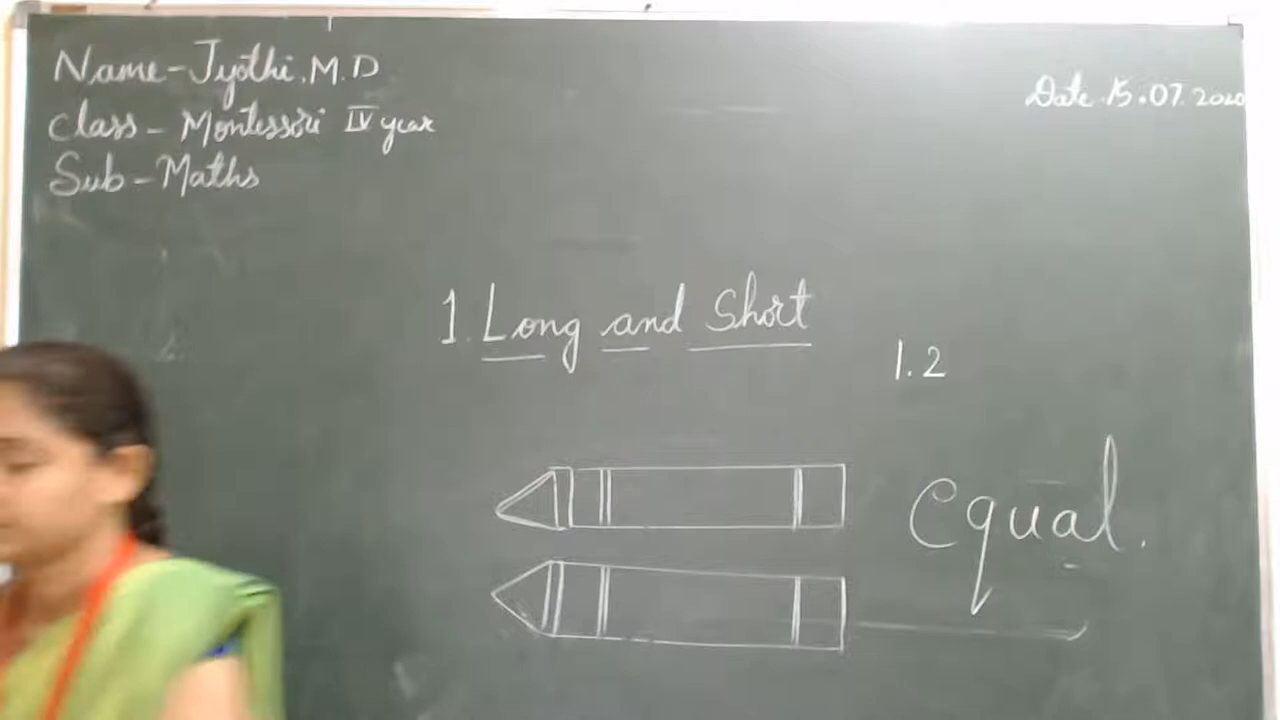 Name-Jyothi.M.D
Class - Montessori IV year
Sub-Maths
Date.15.07.2020
1. Long and Short
1.2
equal.